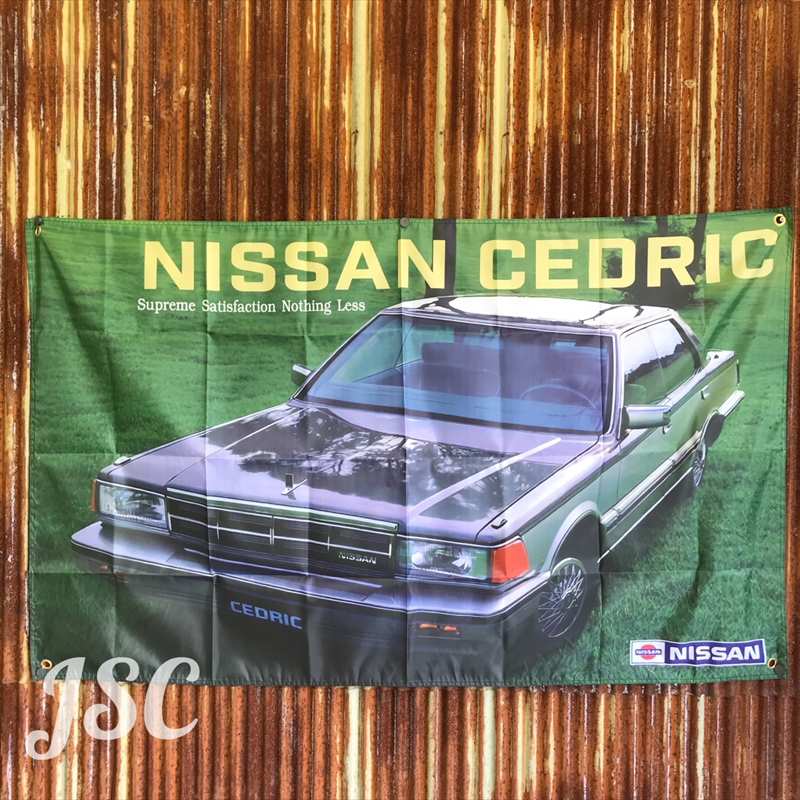 NISSAN CEDRIC
Supreme Satisfaction Nothing Less
NISSAN
CEDRIC
NISSAN NISSAN
JSC